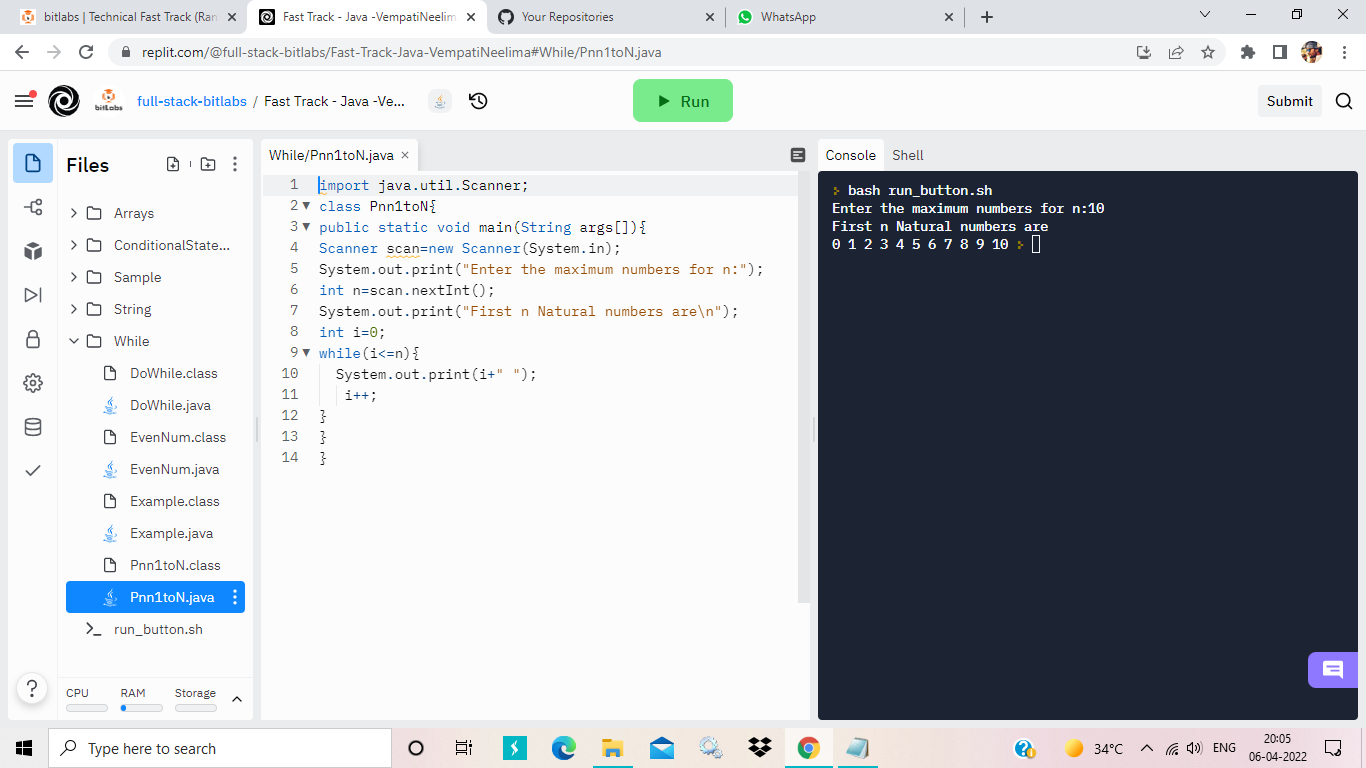 bitlabs | Technical Fast Track (Ran
Fast Track - Java -VempatiNeelim
Your Repositories
WhatsApp
replit.com/@full-stack-bitlabs/Fast-Track-Java-VempatiNeelima#While/Pnn1toN.java
bitLabs
full-stack-bitlabs / Fast Track - Java -Ve...
Run
Submit
Files
Arrays
ConditionalState...
Sample
String
While
DoWhile.class
DoWhile.java
EvenNum.class
EvenNum.java
Example.class
Example.java
Pnn1toN.class
Pnn1toN.java
run_button.sh
CPU RAM Storage
?
While/Pnn1toN.java
1 import java.util.Scanner;
2 class Pnn1toN{
3 public static void main(String args[]){
4 Scanner scan=new Scanner(System.in);
5 System.out.print("Enter the maximum numbers for n:");
6 int n=scan.nextInt();
7 System.out.print("First n Natural numbers are\n");
8 int i=0;
9 while(i<=n){
10 System.out.print(i+" ");
11 i++;
12 }
13 }
14 }
Console Shell
bash run_button.sh
Enter the maximum numbers for n:10
First n Natural numbers are
0 1 2 3 4 5 6 7 8 9 10
Type here to search
34°C
ENG
20:05
06-04-2022